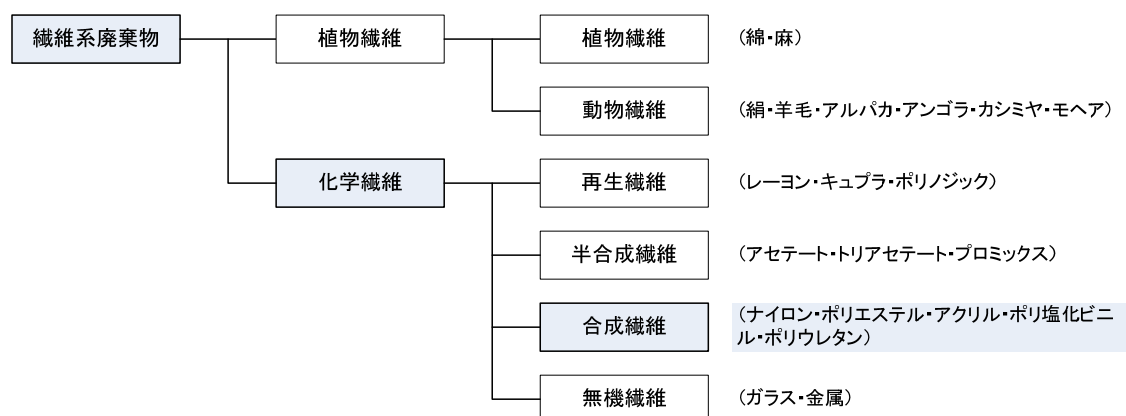 繊維系廃棄物
植物繊維
植物繊維
(綿・麻)
動物繊維
(絹・羊毛・アルパカ・アンゴラ・カシミヤ・モヘア)
化学繊維
再生繊維
(レーヨン・キュプラ・ポリノジック)
半合成繊維
(アセテート・トリアセテート・プロミックス)
合成繊維
(ナイロン・ポリエステル・アクリル・ポリ塩化ビニ
ル・ポリウレタン)
無機繊維
(ガラス・金属)